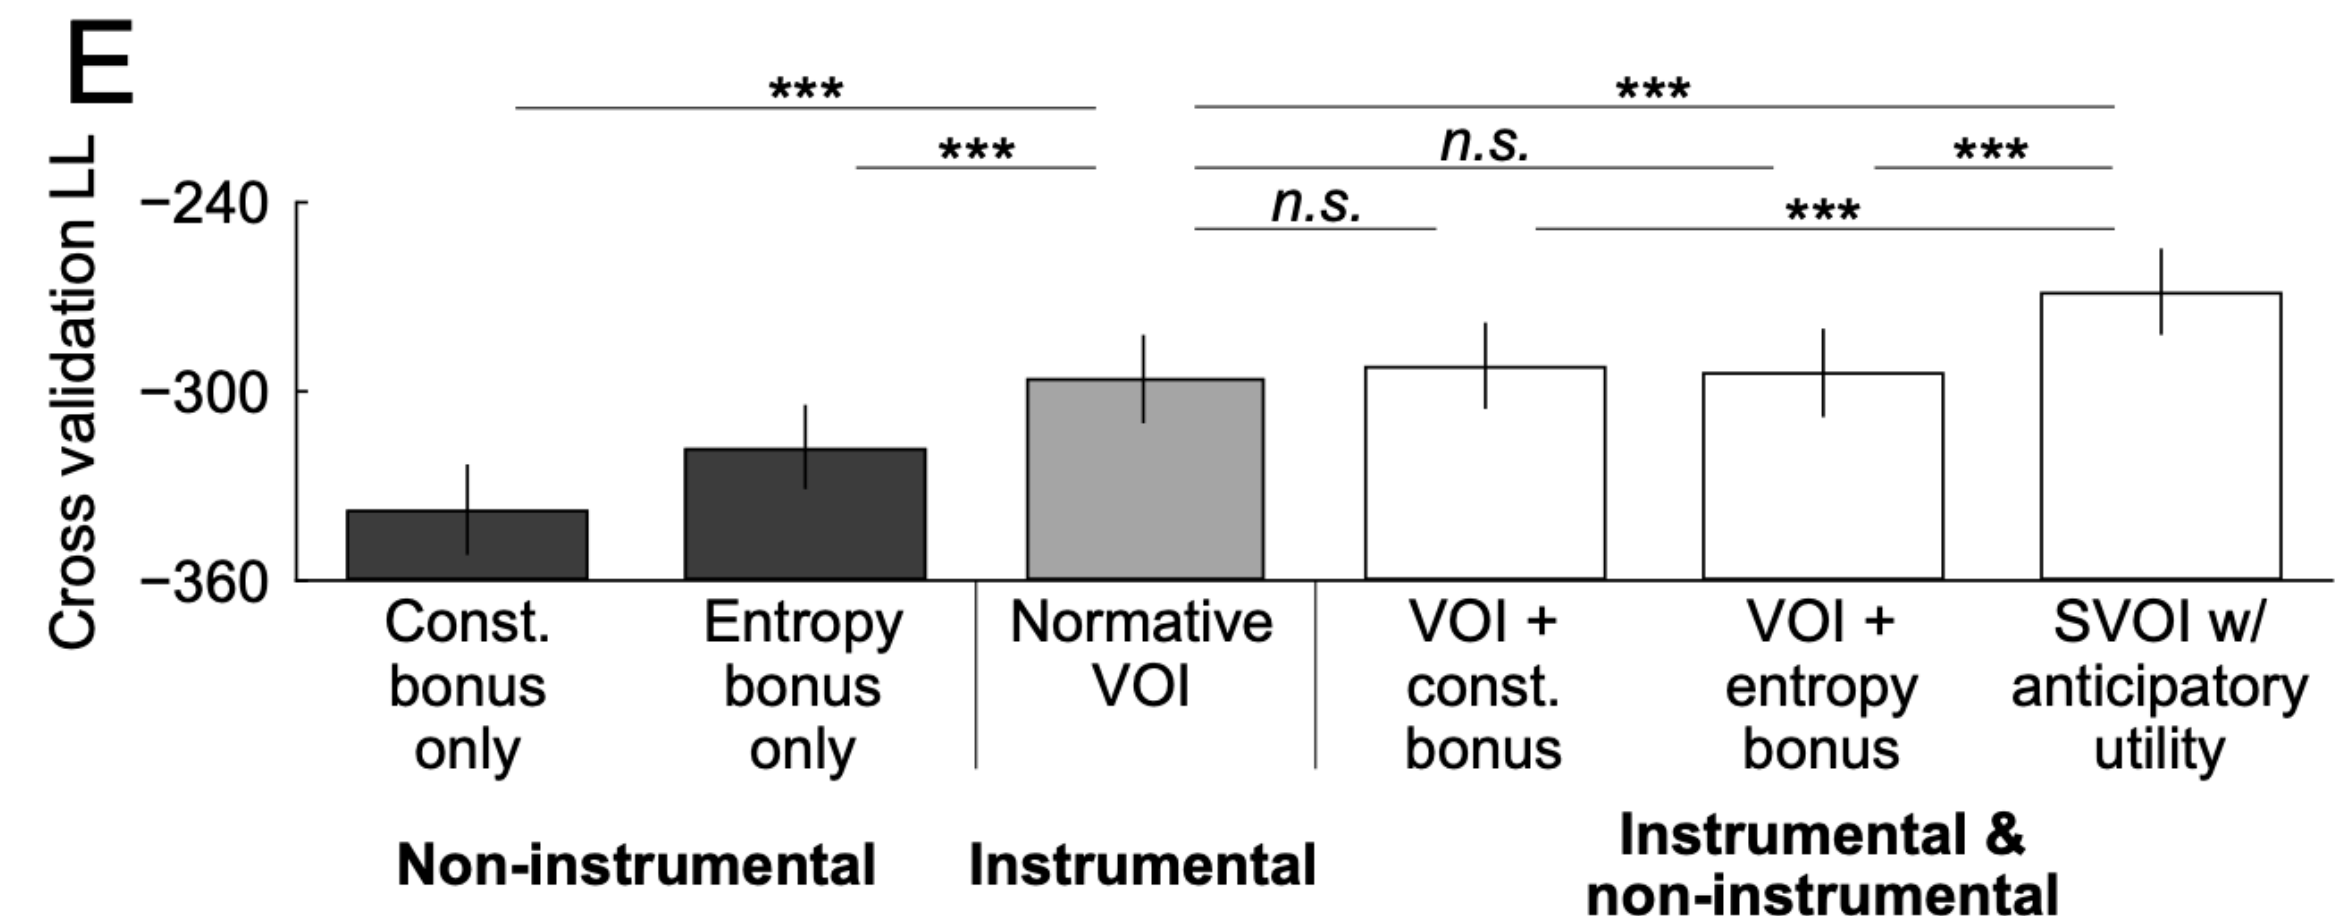 E
***
***
***
n.s.
***
n.s.
***
Cross validation LL
−240
−300
−360
Const.
bonus
only
Entropy
bonus
only
Normative
VOI
VOI +
const.
bonus
VOI +
entropy
bonus
SVOI w/
anticipatory
utility
Non-instrumental
Instrumental
Instrumental &
non-instrumental